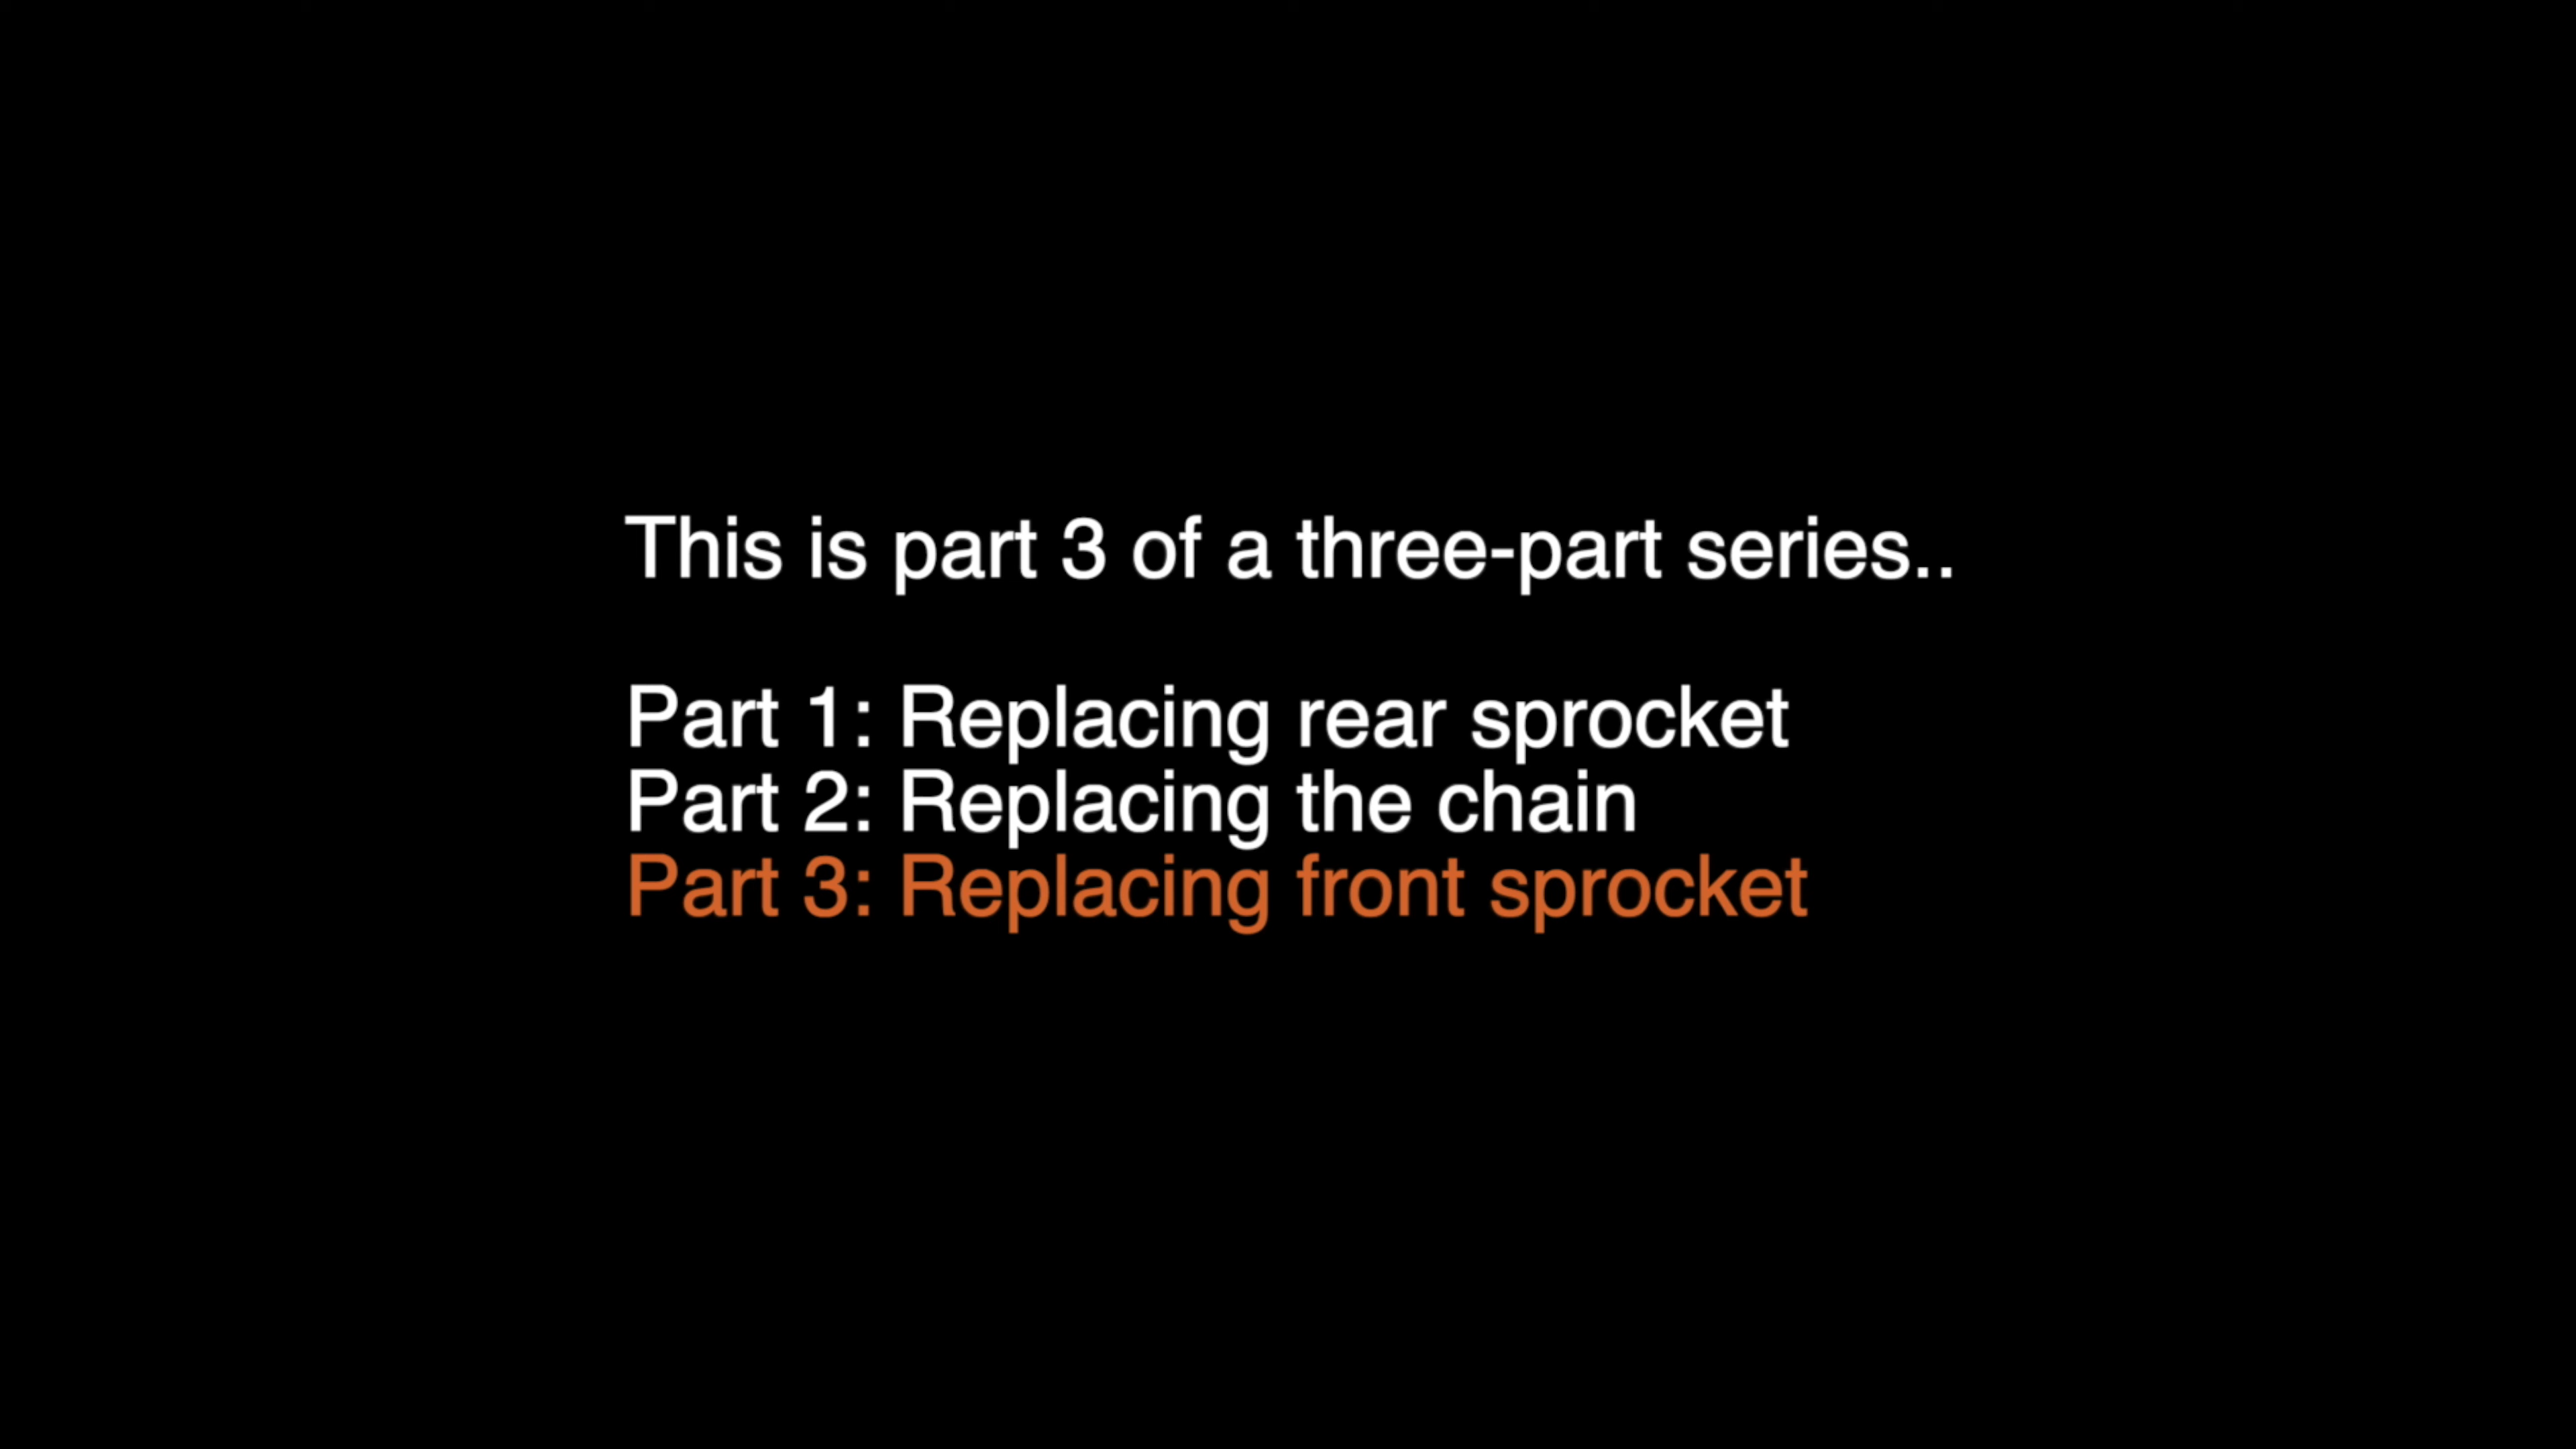 This is part 3 of a three-part series..
Part 1: Replacing rear sprocket
Part 2: Replacing the chain
Part 3: Replacing front sprocket